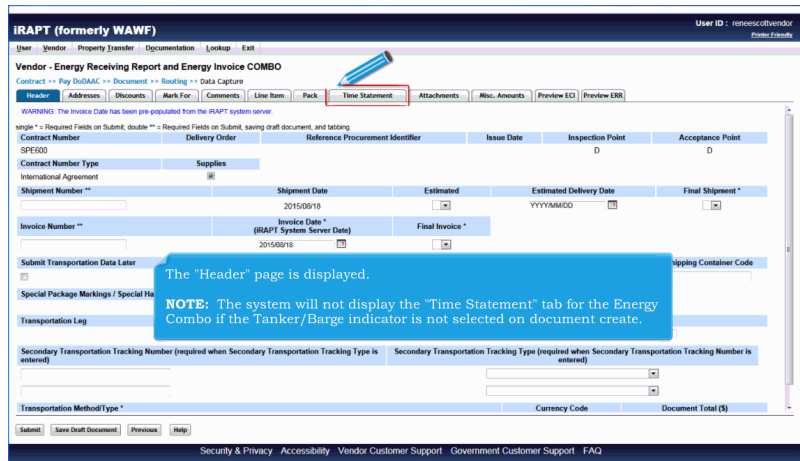 User ID : reneescottvendor
iRAPT (formerly WAWF)
Printer Friendly
User Vendor Property Transfer Documentation Lookup Exit
Vendor - Energy Receiving Report and Energy Invoice COMBO
Contract >> Pay DoDAAC >> Document >> Routing >> Data Capture
Header Addresses Discounts Mark For Comments Line Item Pack Time Statement Attachments Misc. Amounts Preview ECI Preview ERR
WARNING: The Invoice Date has been pre-populated from the iRAPT system server.
single * = Required Fields on Submit; double ** = Required Fields on Submit, saving draft document, and tabbing.
Contract Number Delivery Order Reference Procurement Identifier Issue Date Inspection Point Acceptance Point
SPE600 D D
Contract Number Type Supplies
International Agreement
Shipment Number ** Shipment Date Estimated Estimated Delivery Date Final Shipment *
2015/08/18 YYYY/MM/DD
Invoice Number ** Invoice Date * Final Invoice *
(iRAPT System Server Date)
2015/08/18
Submit Transportation Data Later hipping Container Code
The "Header" page is displayed.
Special Package Markings / Special Ha
NOTE: The system will not display the "Time Statement" tab for the Energy
Combo if the Tanker/Barge indicator is not selected on document create.
Transportation Leg
Secondary Transportation Tracking Number (required when Secondary Transportation Tracking Type is
entered)
Secondary Transportation Tracking Type (required when Secondary Transportation Tracking Number is
entered)
Transportation Method/Type * Currency Code Document Total ($)
Submit Save Draft Document Previous Help
Security & Privacy Accessibility Vendor Customer Support Government Customer Support FAQ